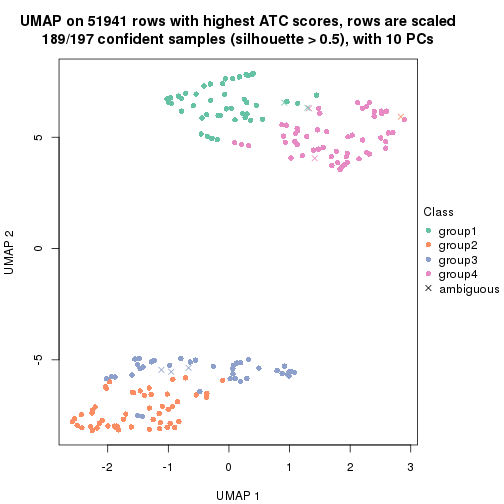 UMAP on 51941 rows with highest ATC scores, rows are scaled
189/197 confident samples (silhouette > 0.5), with 10 PCs
5
0
-5
UMAP 2
-2
-1
0
1
2
3
UMAP 1
Class
group1
group2
group3
group4
ambiguous